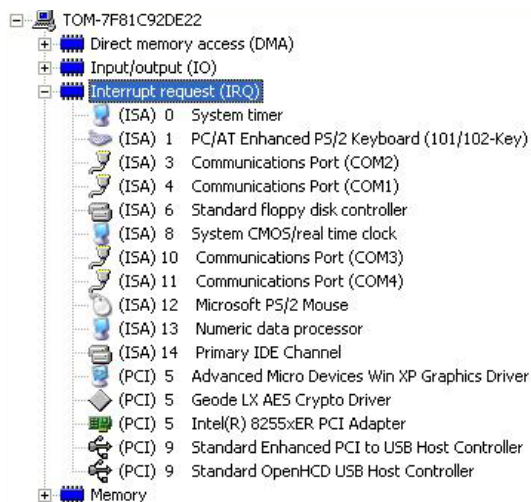 TOM-7F81C92DE22
Direct memory access (DMA)
Input/output (IO)
Interrupt request (IRQ)
(ISA) 0 System timer
(ISA) 1 PC/AT Enhanced PS/2 Keyboard (101/102-Key)
(ISA) 3 Communications Port (COM2)
(ISA) 4 Communications Port (COM1)
(ISA) 6 Standard floppy disk controller
(ISA) 8 System CMOS/real time clock
(ISA) 10 Communications Port (COM3)
(ISA) 11 Communications Port (COM4)
(ISA) 12 Microsoft PS/2 Mouse
(ISA) 13 Numeric data processor
(ISA) 14 Primary IDE Channel
(PCI) 5 Advanced Micro Devices Win XP Graphics Driver
(PCI) 5 Geode LX AES Crypto Driver
(PCI) 5 Intel(R) 8255xER PCI Adapter
(PCI) 9 Standard Enhanced PCI to USB Host Controller
(PCI) 9 Standard OpenHCD USB Host Controller
Memory